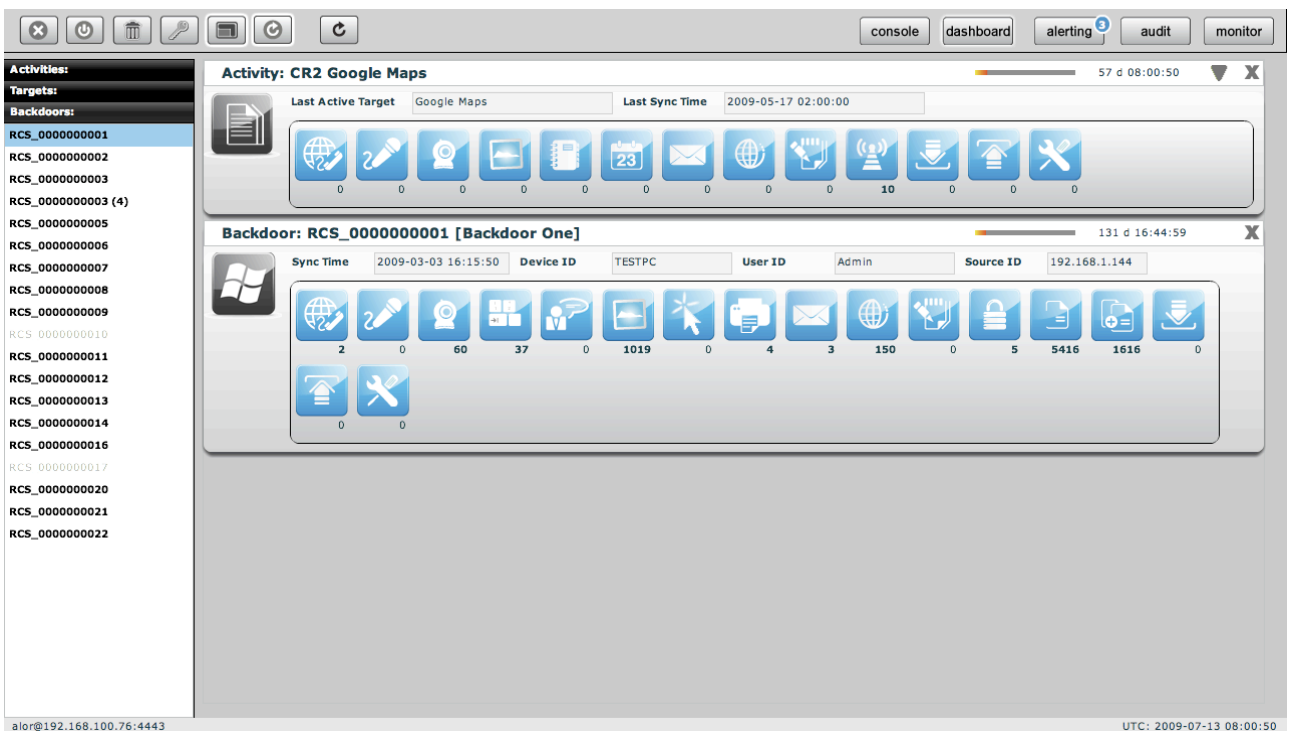 console dashboard alerting 3 audit monitor
Activities:
Targets:
Backdoors:
RCS_0000000001
RCS_0000000002
RCS_0000000003
RCS_0000000003 (4)
RCS_0000000005
RCS_0000000006
RCS_0000000007
RCS_0000000008
RCS_0000000009
RCS_0000000010
RCS_0000000011
RCS_0000000012
RCS_0000000013
RCS_0000000014
RCS_0000000016
RCS_0000000017
RCS_0000000020
RCS_0000000021
RCS_0000000022
Activity: CR2 Google Maps 57 d 08:00:50 X
Last Active Target Google Maps Last Sync Time 2009-05-17 02:00:00
23
0 0 0 0 0 0 0 0 0 10 0 0 0
Backdoor: RCS_0000000001 [Backdoor One] 131 d 16:44:59 X
Sync Time 2009-03-03 16:15:50 Device ID TESTPC User ID Admin Source ID 192.168.1.144
2 0 60 37 0 1019 0 4 3 150 0 5 5416 1616 0
0 0
alor@192.168.100.76:4443 UTC: 2009-07-13 08:00:50